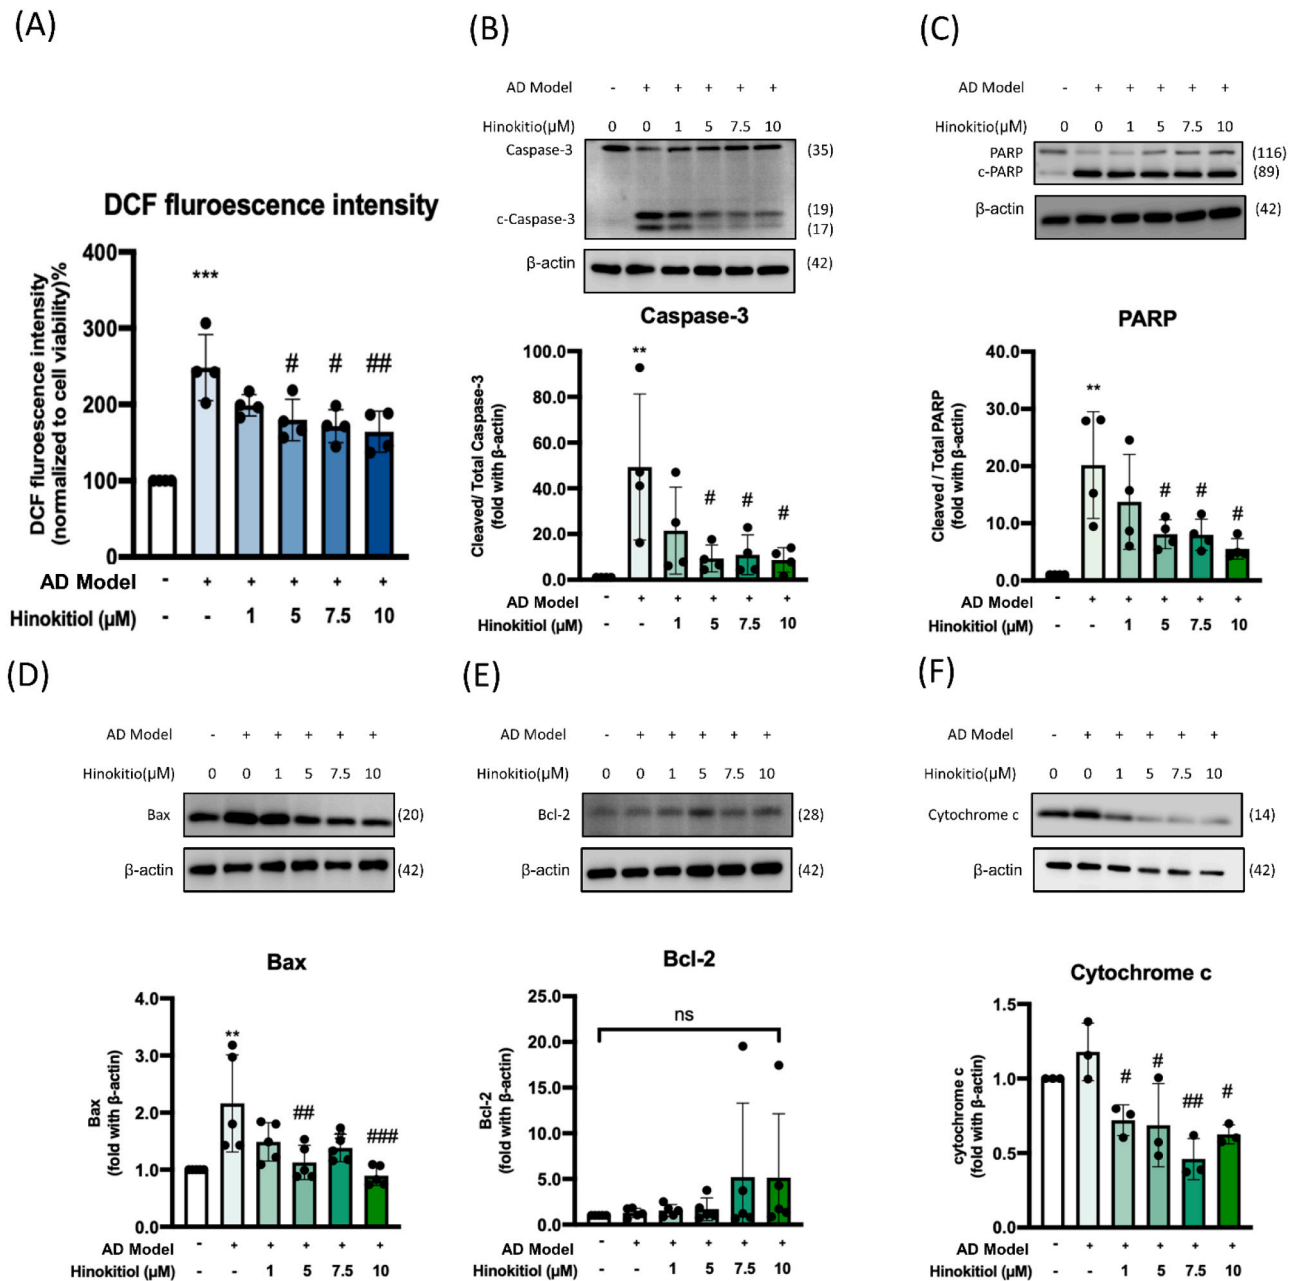 (A)
DCF fluroescence intensity
DCF fluroescence intensity
(normalized to cell viability)%
400
300
200
100
0
***
# # ##
AD Model - + + + + +
Hinokitiol (µM) - - 1 5 7.5 10
(B)
AD Model - + + + + +
Hinokitio(µM) 0 0 1 5 7.5 10
Caspase-3 (35)
c-Caspase-3 (19)
(17)
β-actin (42)
Caspase-3
Cleaved/ Total Caspase-3
(fold with β-actin)
100.0
80.0
60.0
40.0
20.0
0.0
**
# # #
AD Model - + + + + +
Hinokitiol (µM) - - 1 5 7.5 10
(C)
AD Model - + + + + +
Hinokitio(µM) 0 0 1 5 7.5 10
PARP (116)
c-PARP (89)
β-actin (42)
PARP
Cleaved / Total PARP
(fold with β-actin)
40.0
30.0
20.0
10.0
0.0
**
# # #
AD Model - + + + + +
Hinokitiol (µM) - - 1 5 7.5 10
(D)
AD Model - + + + + +
Hinokitio(µM) 0 0 1 5 7.5 10
Bax (20)
β-actin (42)
Bax
Bax
(fold with β-actin)
4.0
3.0
2.0
1.0
0.0
**
## ###
AD Model - + + + + +
Hinokitiol (µM) - - 1 5 7.5 10
(E)
AD Model - + + + + +
Hinokitio(µM) 0 0 1 5 7.5 10
Bcl-2 (28)
β-actin (42)
Bcl-2
Bcl-2
(fold with β-actin)
25.0
20.0
15.0
10.0
5.0
0.0
ns
AD Model - + + + + +
Hinokitiol (µM) - - 1 5 7.5 10
(F)
AD Model - + + + + +
Hinokitio(µM) 0 0 1 5 7.5 10
Cytochrome c (14)
β-actin (42)
Cytochrome c
cytochrome c
(fold with β-actin)
1.5
1.0
0.5
0.0
# # ## #
AD Model - + + + + +
Hinokitiol (µM) - - 1 5 7.5 10